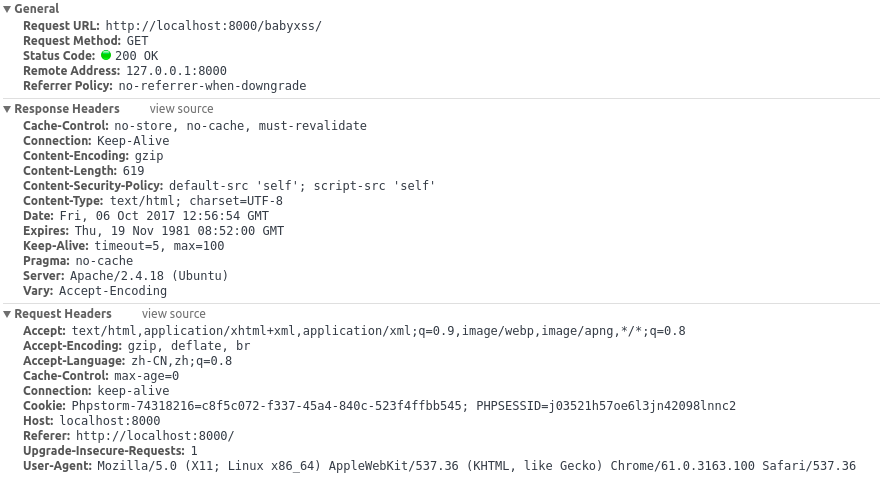 General
Request URL: http://localhost:8000/babyxss/
Request Method: GET
Status Code: 200 OK
Remote Address: 127.0.0.1:8000
Referrer Policy: no-referrer-when-downgrade
Response Headers view source
Cache-Control: no-store, no-cache, must-revalidate
Connection: Keep-Alive
Content-Encoding: gzip
Content-Length: 619
Content-Security-Policy: default-src 'self'; script-src 'self'
Content-Type: text/html; charset=UTF-8
Date: Fri, 06 Oct 2017 12:56:54 GMT
Expires: Thu, 19 Nov 1981 08:52:00 GMT
Keep-Alive: timeout=5, max=100
Pragma: no-cache
Server: Apache/2.4.18 (Ubuntu)
Vary: Accept-Encoding
Request Headers view source
Accept: text/html,application/xhtml+xml,application/xml;q=0.9,image/webp,image/apng,*/*;q=0.8
Accept-Encoding: gzip, deflate, br
Accept-Language: zh-CN,zh;q=0.8
Cache-Control: max-age=0
Connection: keep-alive
Cookie: Phpstorm-74318216=c8f5c072-f337-45a4-840c-523f4ffbb545; PHPSESSID=j03521h57oe6l3jn42098lnnc2
Host: localhost:8000
Referer: http://localhost:8000/
Upgrade-Insecure-Requests: 1
User-Agent: Mozilla/5.0 (X11; Linux x86_64) AppleWebKit/537.36 (KHTML, like Gecko) Chrome/61.0.3163.100 Safari/537.36